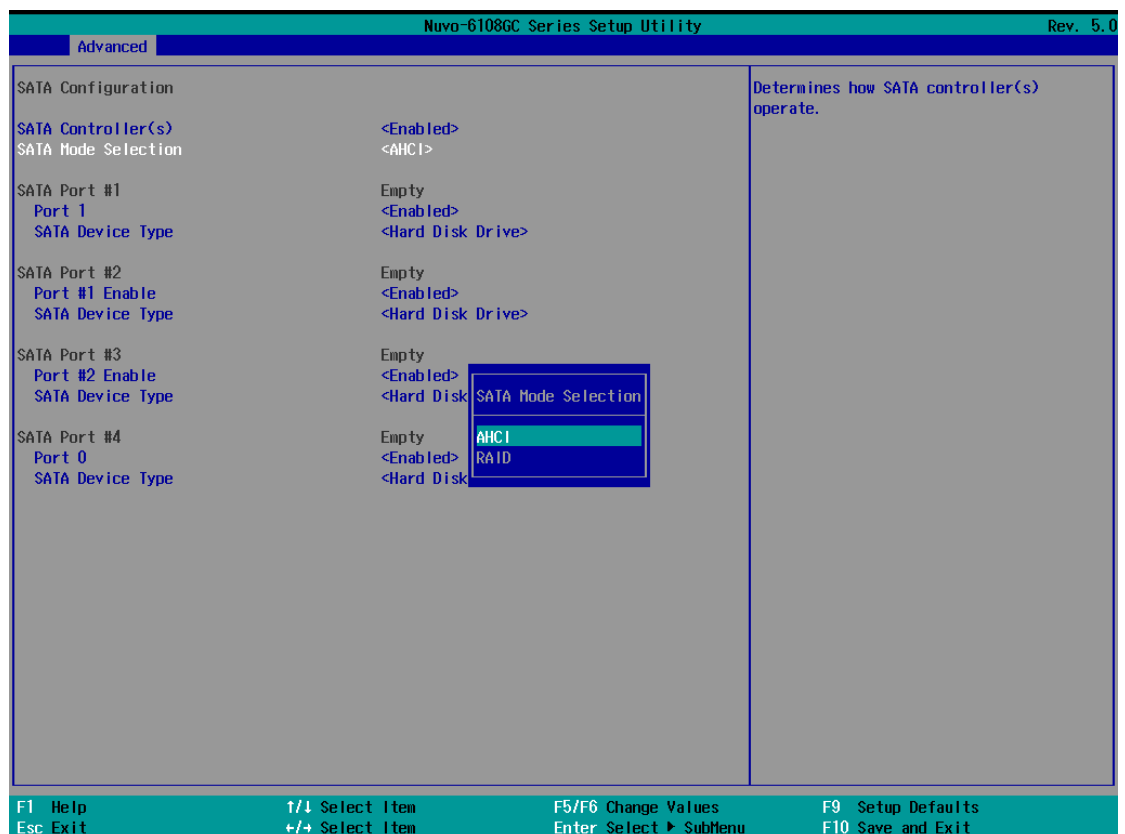 Nuvo-6108GC Series Setup Utility Rev. 5.0
Advanced
SATA Configuration
SATA Controller(s) <Enabled>
SATA Mode Selection <AHCI>
SATA Port #1 Empty
Port 1 <Enabled>
SATA Device Type <Hard Disk Drive>
SATA Port #2 Empty
Port #1 Enable <Enabled>
SATA Device Type <Hard Disk Drive>
SATA Port #3 Empty
Port #2 Enable <Enabled>
SATA Device Type <Hard Disk
SATA Port #4 Empty
Port 0 <Enabled>
SATA Device Type <Hard Disk
SATA Mode Selection
AHCI
RAID
Determines how SATA controller(s)
operate.
F1 Help ↑/↓ Select Item F5/F6 Change Values F9 Setup Defaults
Esc Exit ←/→ Select Item Enter Select ► SubMenu F10 Save and Exit